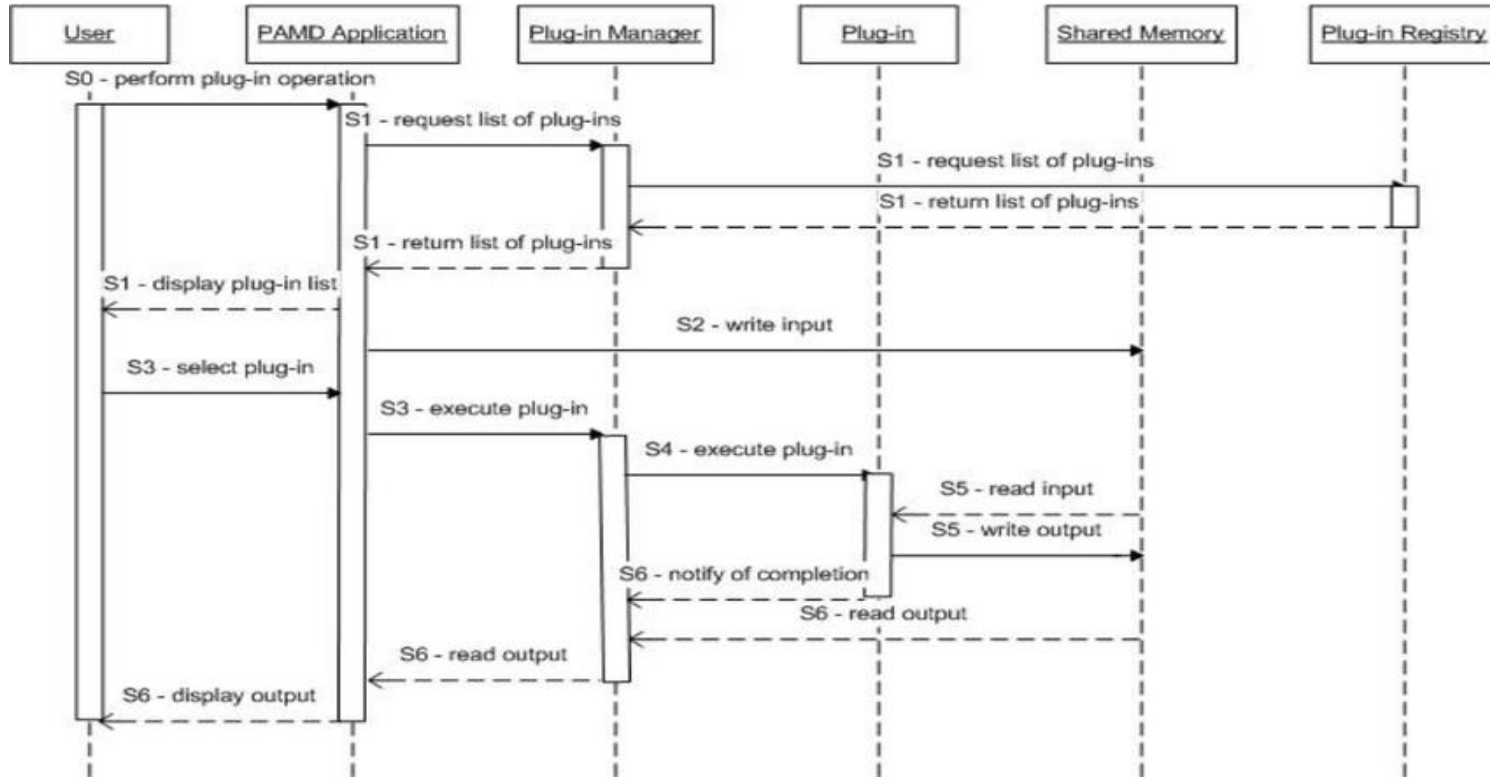 User
PAMD Application
Plug-in Manager
Plug-in
Shared Memory
Plug-in Registry
S0 - perform plug-in operation
S1 - request list of plug-ins
S1 - request list of plug-ins
S1 - return list of plug-ins
S1 - return list of plug-ins
S1 - display plug-in list
S2 - write input
S3 - select plug-in
S3 - execute plug-in
S4 - execute plug-in
S5 - read input
S5 - write output
S6 - notify of completion
S6 - read output
S6 - read output
S6 - display output